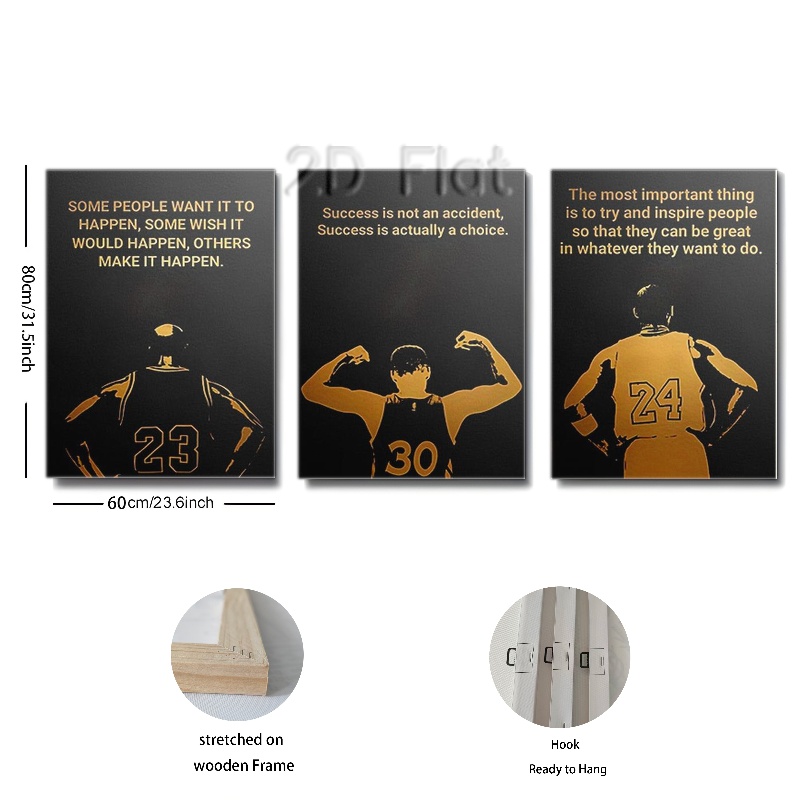 2D Flat
SOME PEOPLE WANT IT TO
HAPPEN, SOME WISH IT
WOULD HAPPEN, OTHERS
MAKE IT HAPPEN.
23
Success is not an accident,
Success is actually a choice.
30
The most important thing
is to try and inspire people
so that they can be great
in whatever they want to do.
24
80cm/31.5inch
60cm/23.6inch
stretched on
wooden Frame
Hook
Ready to Hang